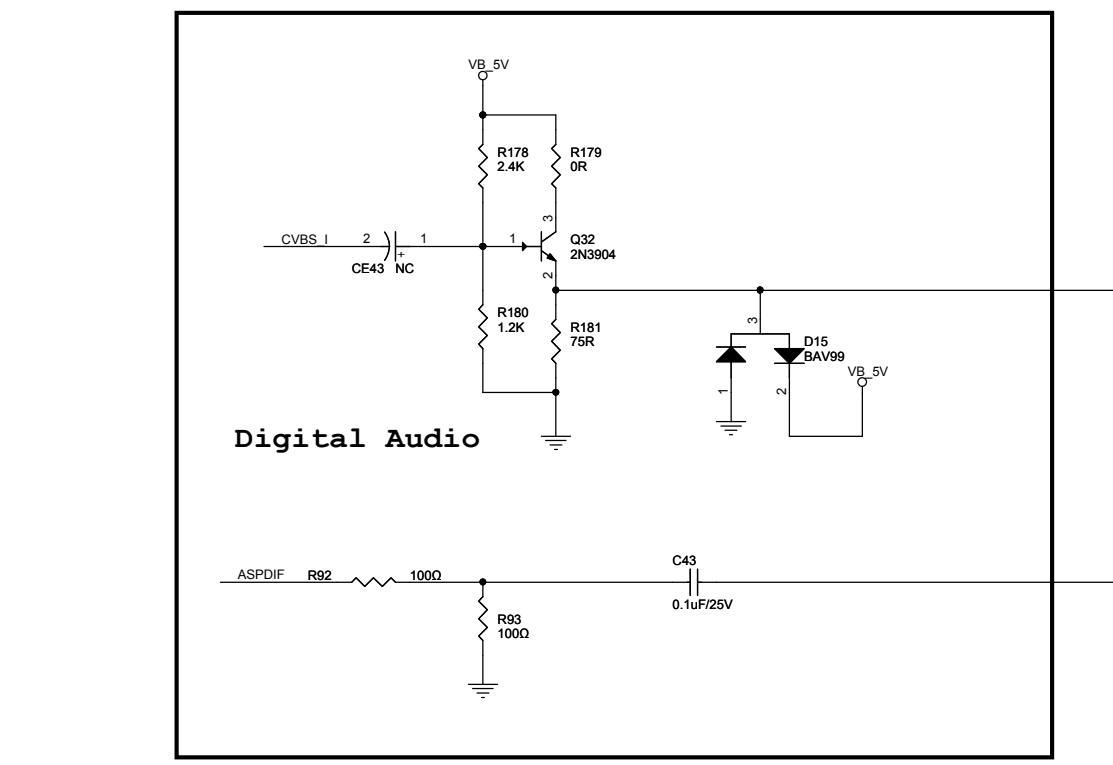 VB_5V
R178
2.4K
R179
0R
3
CVBS_I
2
1
1
Q32
2N3904
+
CE43 NC
2
R180
1.2K
R181
75R
3
D15
BAV99
VB_5V
1
2
Digital Audio
C43
ASPDIF R92 100Ω
0.1uF/25V
R93
100Ω